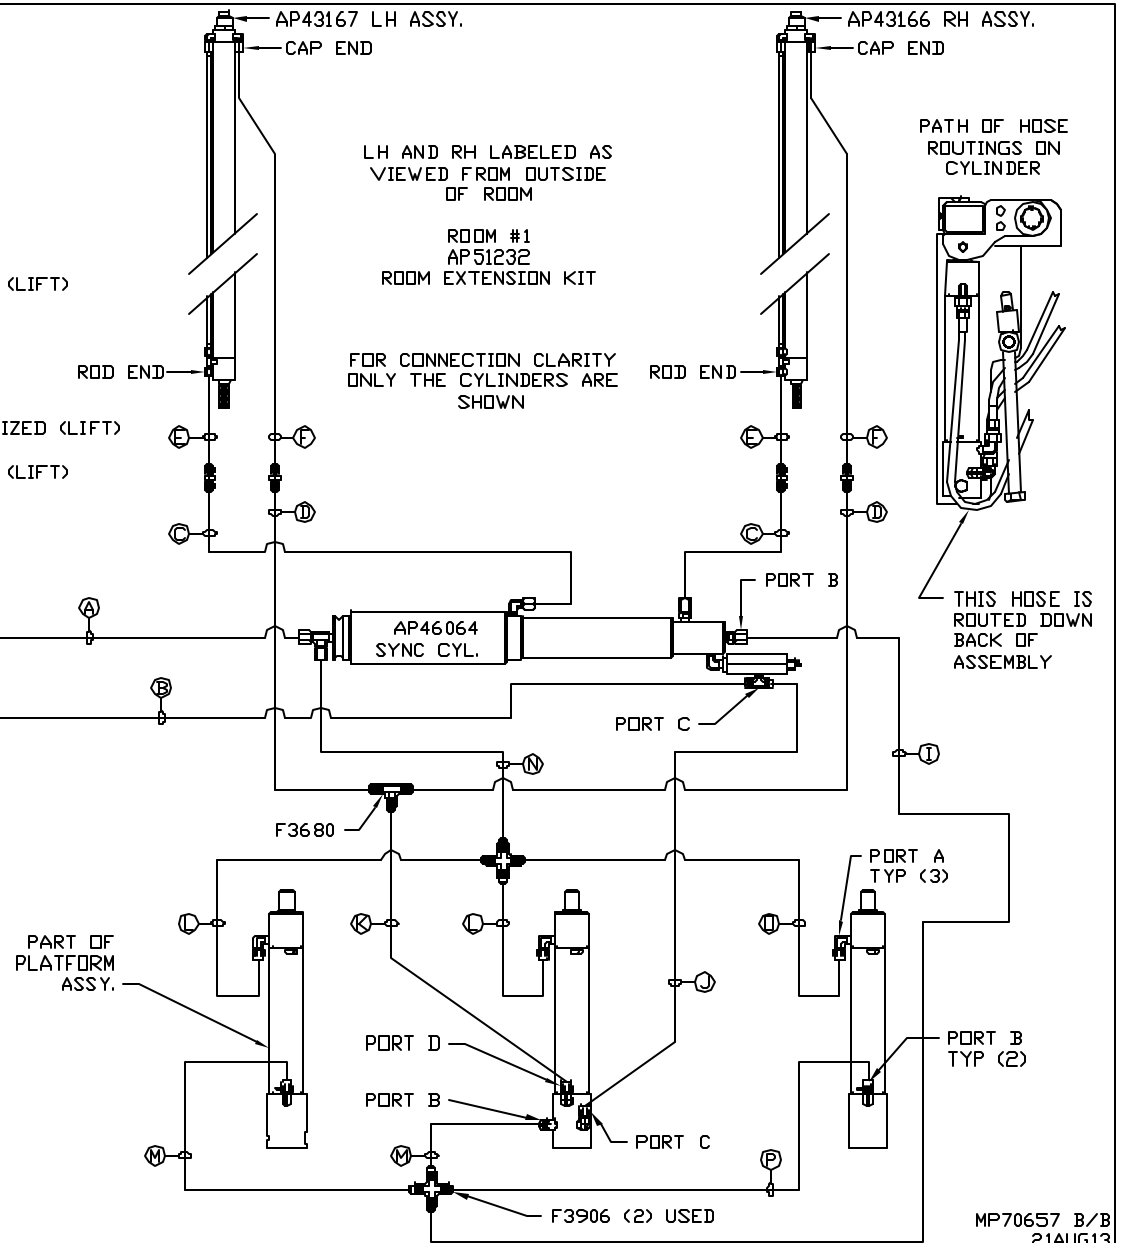 AP43167 LH ASSY.
CAP END
AP43166 RH ASSY.
CAP END
PATH OF HOSE
ROUTINGS ON
CYLINDER
LH AND RH LABELED AS
VIEWED FROM OUTSIDE
OF ROOM
ROOM #1
AP51232
ROOM EXTENSION KIT
(LIFT)
FOR CONNECTION CLARITY
ONLY THE CYLINDERS ARE
SHOWN
ROD END
ROD END
IZED (LIFT)
(LIFT)
E
F
E
F
D
D
C
C
PORT B
THIS HOSE IS
ROUTED DOWN
BACK OF
ASSEMBLY
A
AP46064
SYNC CYL.
B
PORT C
N
I
F3680
PORT A
TYP (3)
L
K
L
O
PART OF
PLATFORM
ASSY.
J
PORT D
PORT B
TYP (2)
PORT B
PORT C
M
M
P
F3906 (2) USED
MP70657 B/B
21AUG13